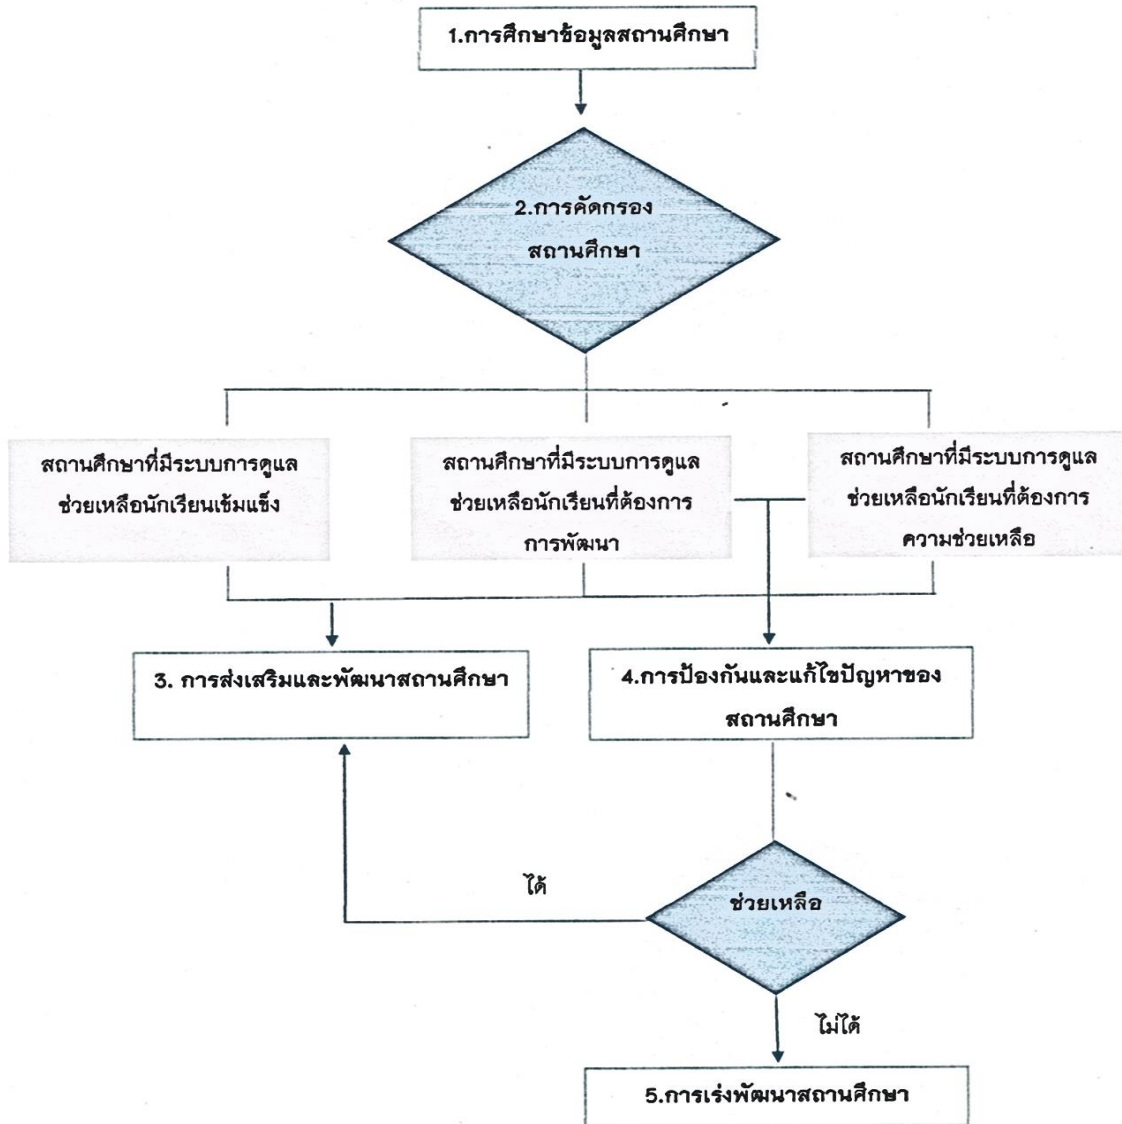 1.การศึกษาข้อมูลสถานศึกษา
2.การคัดกรอง
สถานศึกษา
สถานศึกษาที่มีระบบการดูแล
ช่วยเหลือนักเรียนเข้มแข็ง
สถานศึกษาที่มีระบบการดูแล
ช่วยเหลือนักเรียนที่ต้องการ
การพัฒนา
สถานศึกษาที่มีระบบการดูแล
ช่วยเหลือนักเรียนที่ต้องการ
ความช่วยเหลือ
3. การส่งเสริมและพัฒนาสถานศึกษา
4.การป้องกันและแก้ไขปัญหาของ
สถานศึกษา
ช่วยเหลือ
ได้
ไม่ได้
5.การเร่งพัฒนาสถานศึกษา